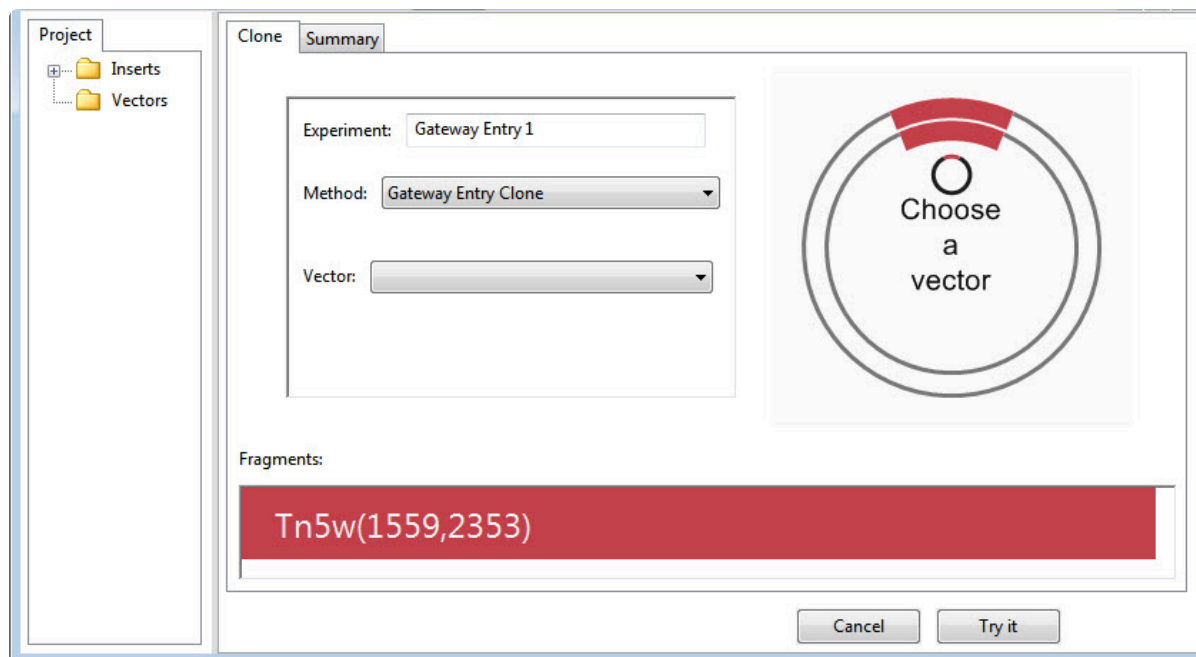 Project
Inserts
Vectors
Clone Summary
Experiment: Gateway Entry 1
Method: Gateway Entry Clone
Vector:
Choose
a
vector
Fragments:
Tn5w(1559,2353)
Cancel Try it